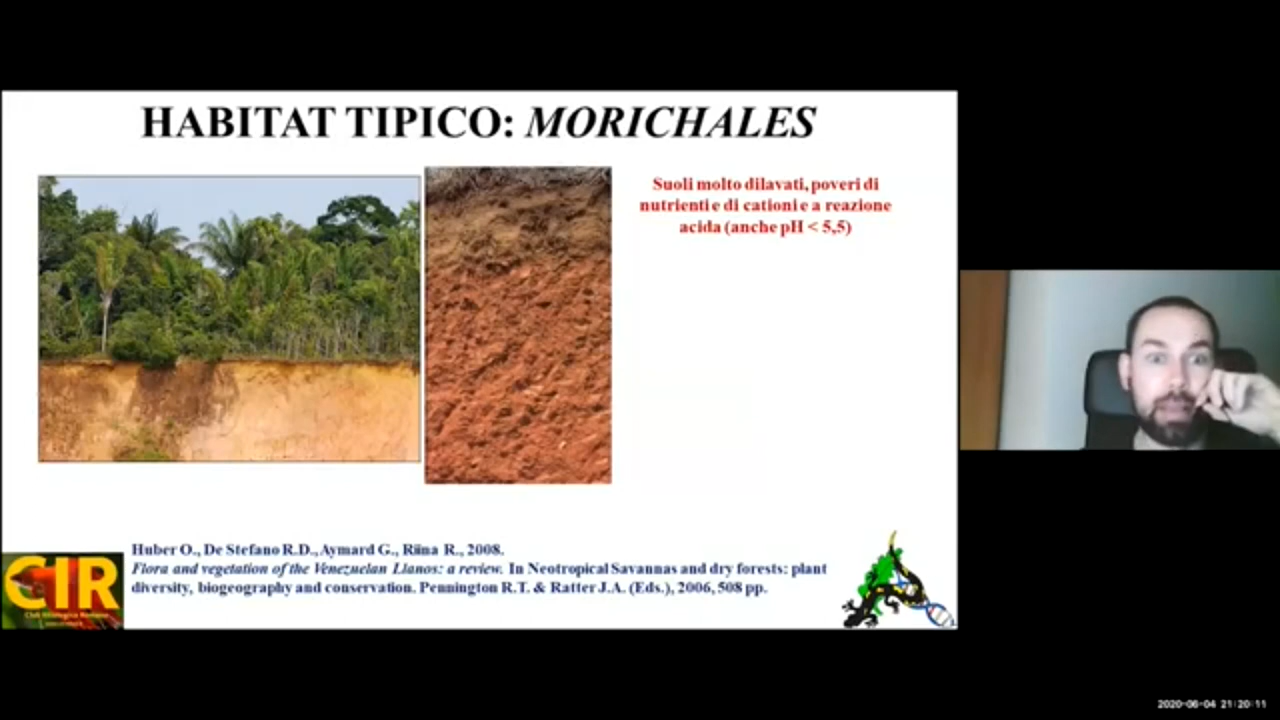 HABITAT TIPICO: MORICHALES
Suoli molto dilavati, poveri di
nutrienti e di cationi e a reazione
acida (anche pH < 5,5)
Huber O., De Stefano R.D., Aymard G., Riina R., 2008.
Flora and vegetation of the Venezuelan Llanos: a review. In Neotropical Savannas and dry forests: plant
diversity, biogeography and conservation. Pennington R.T. & Ratter J.A. (Eds.), 2006, 508 pp.
CIR
2020-06-04 21:20:11